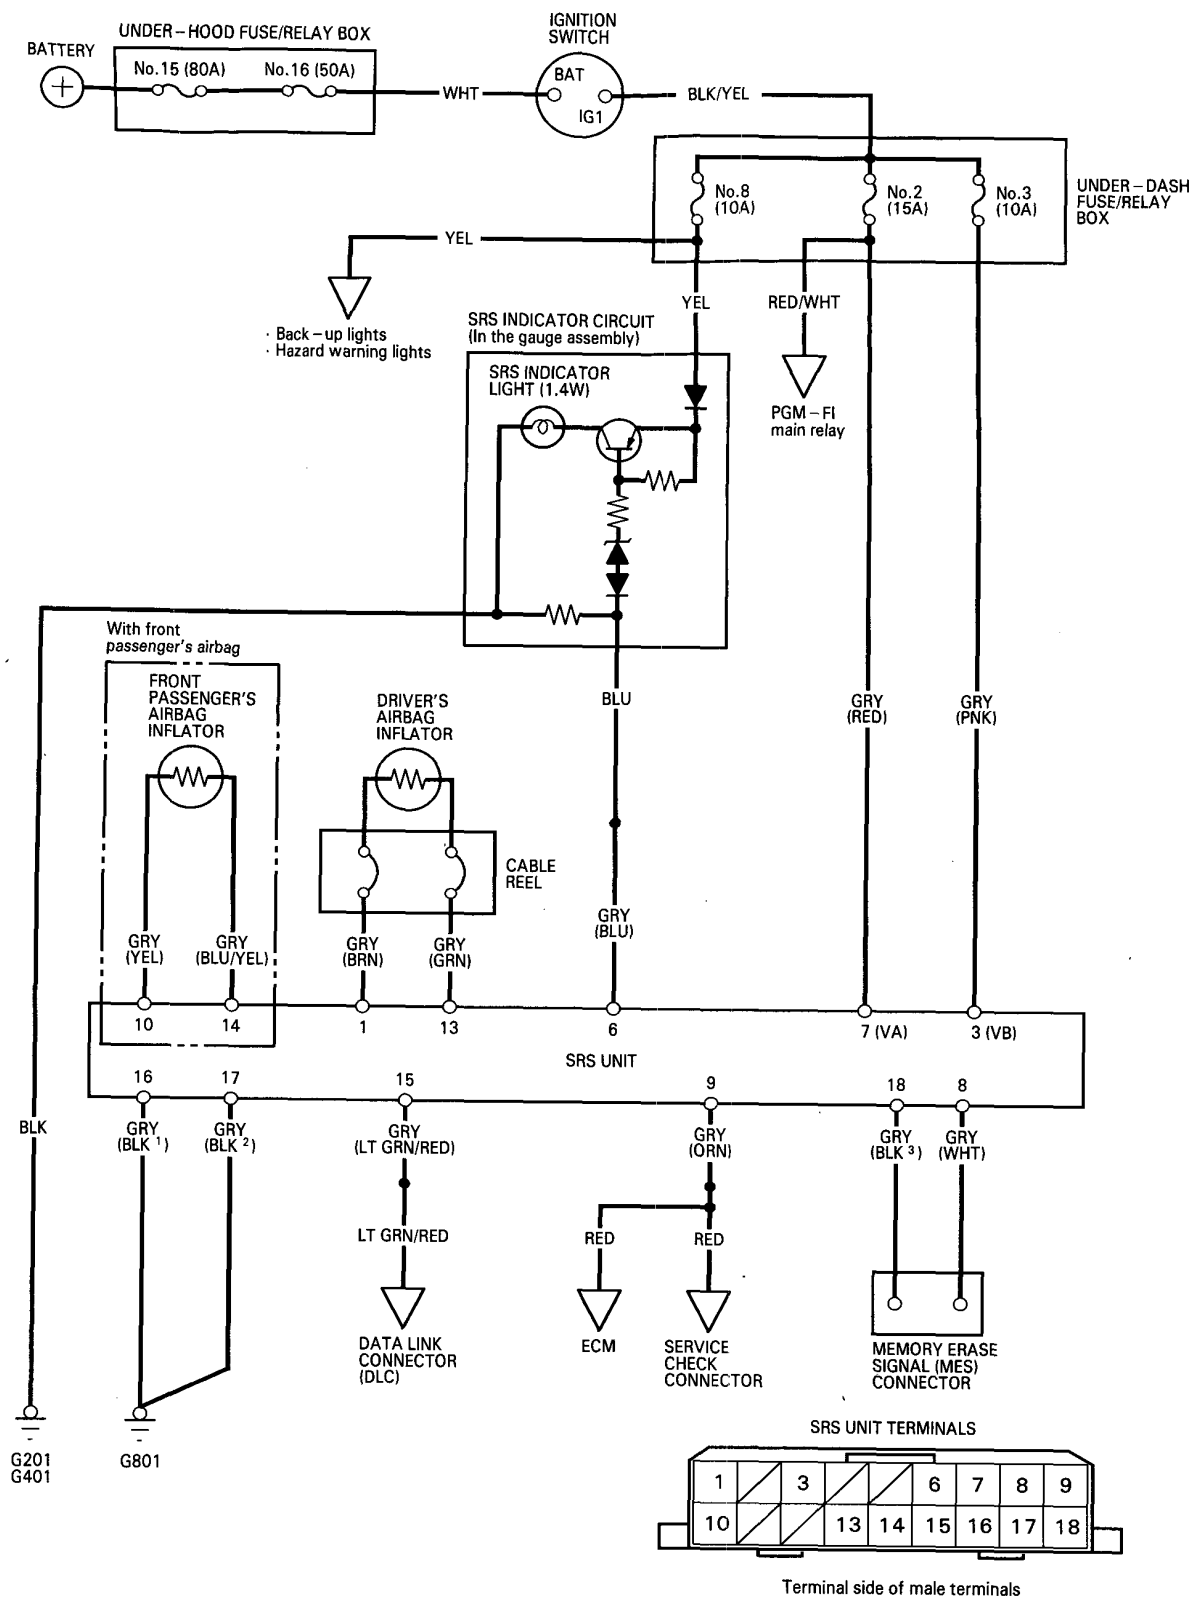 UNDER-HOOD FUSE/RELAY BOX
IGNITION
SWITCH
BATTERY
No.15 (80A)
No.16 (50A)
BAT
IG1
WHT
BLK/YEL
No.8
(10A)
No.2
(15A)
No.3
(10A)
UNDER-DASH
FUSE/RELAY
BOX
YEL
YEL
RED/WHT
· Back-up lights
· Hazard warning lights
SRS INDICATOR CIRCUIT
(In the gauge assembly)
SRS INDICATOR
LIGHT (1.4W)
PGM-FI
main relay
With front
passenger's airbag
FRONT
PASSENGER'S
AIRBAG
INFLATOR
DRIVER'S
AIRBAG
INFLATOR
BLU
GRY
(RED)
GRY
(PNK)
CABLE
REEL
GRY
(YEL)
GRY
(BLU/YEL)
GRY
(BRN)
GRY
(GRN)
GRY
(BLU)
10
14
1
13
6
7 (VA)
3 (VB)
SRS UNIT
16
17
15
9
18
8
BLK
GRY
(BLK 1)
GRY
(BLK 2)
GRY
(LT GRN/RED)
GRY
(ORN)
GRY
(BLK 3)
GRY
(WHT)
LT GRN/RED
RED
RED
DATA LINK
CONNECTOR
(DLC)
ECM
SERVICE
CHECK
CONNECTOR
MEMORY ERASE
SIGNAL (MES)
CONNECTOR
G201
G401
G801
SRS UNIT TERMINALS
1 3 6 7 8 9
10 13 14 15 16 17 18
Terminal side of male terminals